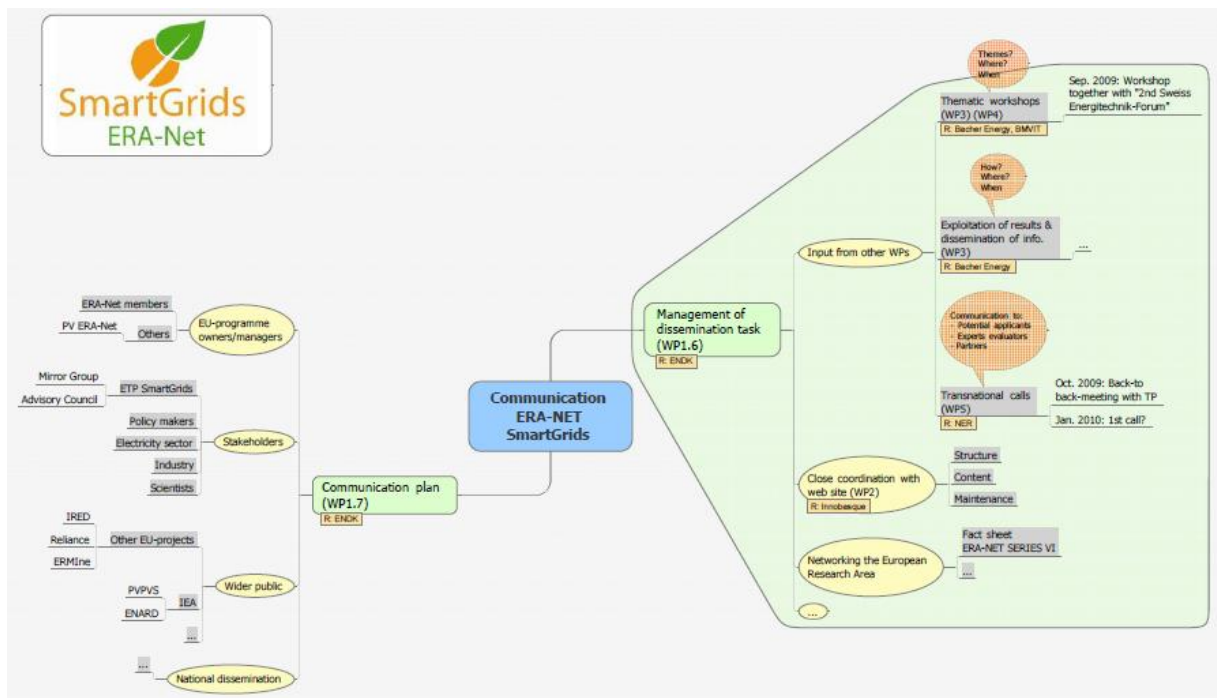 SmartGrids
ERA-Net
Communication
ERA-NET
SmartGrids
Management of
dissemination task
(WP1.6)
R: ENDK
Input from other WPs
Themes?
Where?
When
Thematic workshops
(WP3) (WP4)
R: Bacher Energy, BMVIT
Sep. 2009: Workshop
together with "2nd Sweiss
Energitechnik-Forum"
How?
Where?
When
Exploitation of results &
dissemination of info.
(WP3)
R: Bacher Energy
...
Communication to:
- Potential applicants
- Experts evaluators
- Partners
Transnational calls
(WP5)
R: NER
Oct. 2009: Back-to
back-meeting with TP
Jan. 2010: 1st call?
Close coordination with
web site (WP2)
R: Innobasque
Structure
Content
Maintenance
Networking the European
Research Area
Fact sheet
ERA-NET SERIES VI
...
...
Communication plan
(WP1.7)
R: ENDK
EU-programme
owners/managers
ERA-Net members
Others
PV ERA-Net
Stakeholders
ETP SmartGrids
Mirror Group
Advisory Council
Policy makers
Electricity sector
Industry
Scientists
Wider public
Other EU-projects
IRED
Reliance
ERMIne
IEA
PVPVS
ENARD
...
National dissemination
...